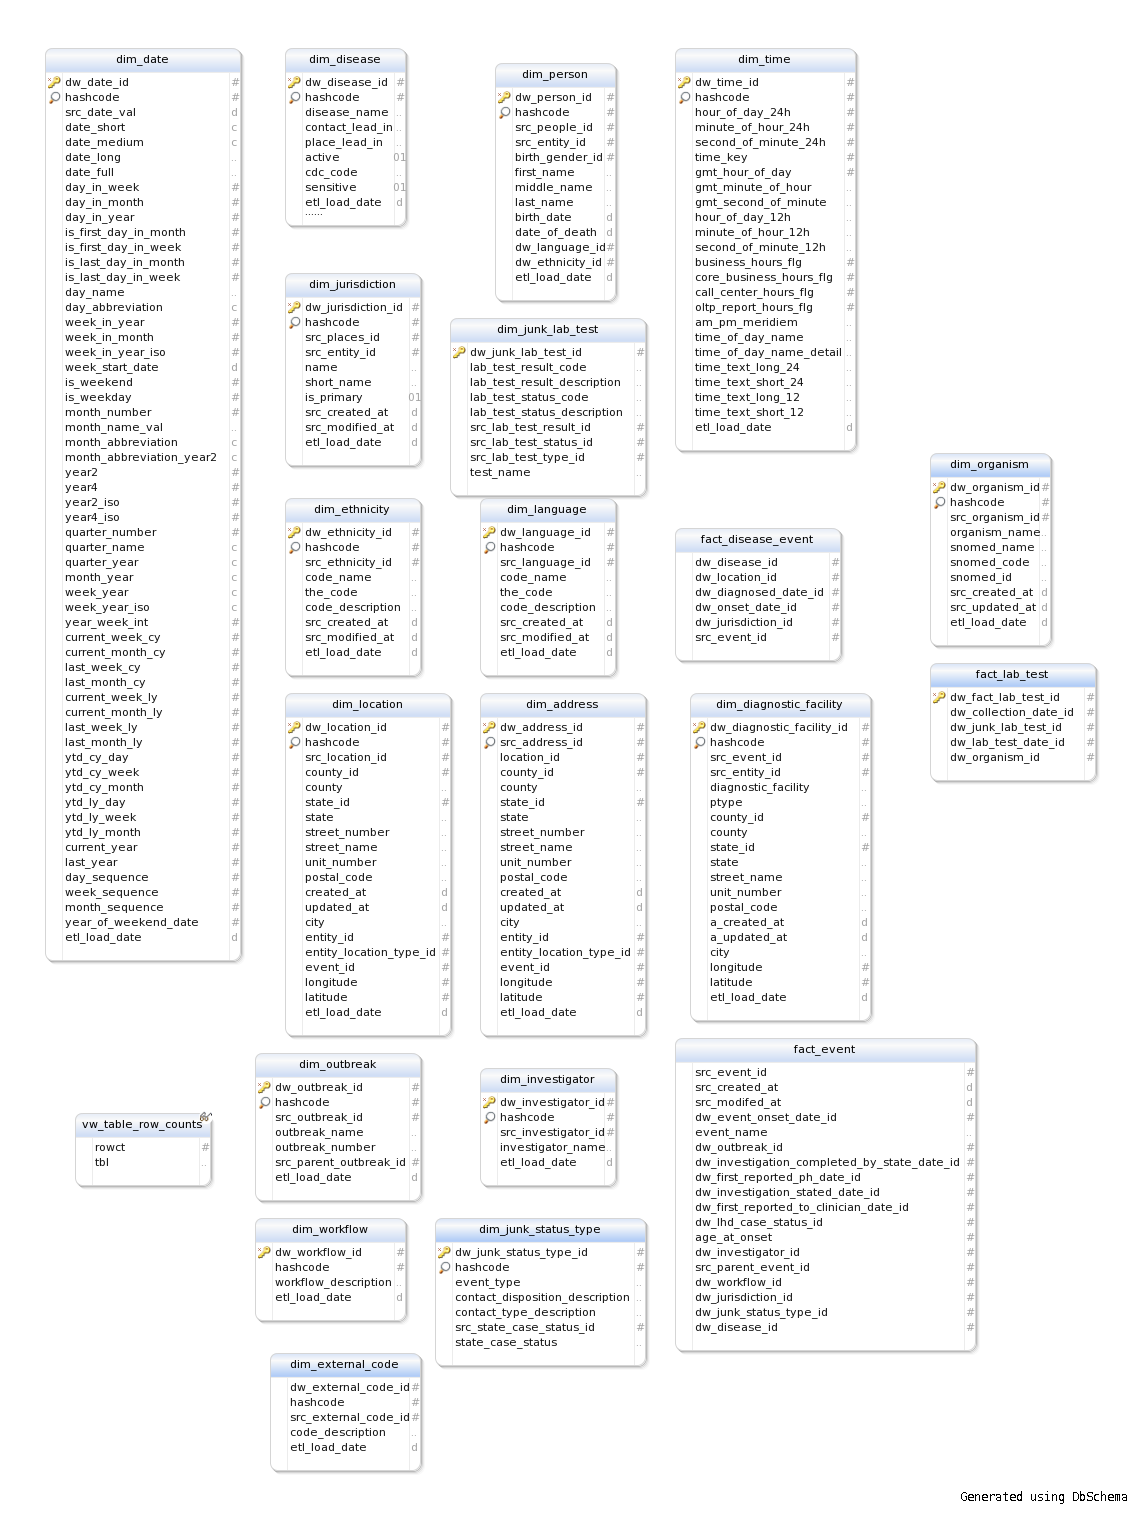 dim_date
dw_date_id #
hashcode #
src_date_val d
date_short c
date_medium c
date_long ..
date_full ..
day_in_week #
day_in_month #
day_in_year #
is_first_day_in_month #
is_first_day_in_week #
is_last_day_in_month #
is_last_day_in_week #
day_name ..
day_abbreviation c
week_in_year #
week_in_month #
week_in_year_iso #
week_start_date d
is_weekend #
is_weekday #
month_number #
month_name_val ..
month_abbreviation c
month_abbreviation_year2 c
year2 #
year4 #
year2_iso #
year4_iso #
quarter_number #
quarter_name c
quarter_year c
month_year c
week_year c
week_year_iso c
year_week_int #
current_week_cy #
current_month_cy #
last_week_cy #
last_month_cy #
current_week_ly #
current_month_ly #
last_week_ly #
last_month_ly #
ytd_cy_day #
ytd_cy_week #
ytd_cy_month #
ytd_ly_day #
ytd_ly_week #
ytd_ly_month #
current_year #
last_year #
day_sequence #
week_sequence #
month_sequence #
year_of_weekend_date #
etl_load_date d
dim_disease
dw_disease_id #
hashcode #
disease_name ..
contact_lead_in ..
place_lead_in ..
active 01
cdc_code ..
sensitive 01
etl_load_date d
......
dim_person
dw_person_id #
hashcode #
src_people_id #
src_entity_id #
birth_gender_id #
first_name ..
middle_name ..
last_name ..
birth_date d
date_of_death d
dw_language_id #
dw_ethnicity_id #
etl_load_date d
dim_time
dw_time_id #
hashcode #
hour_of_day_24h #
minute_of_hour_24h #
second_of_minute_24h #
time_key #
gmt_hour_of_day #
gmt_minute_of_hour ..
gmt_second_of_minute ..
hour_of_day_12h ..
minute_of_hour_12h ..
second_of_minute_12h ..
business_hours_flg #
core_business_hours_flg #
call_center_hours_flg #
oltp_report_hours_flg #
am_pm_meridiem ..
time_of_day_name ..
time_of_day_name_detail ..
time_text_long_24 ..
time_text_short_24 ..
time_text_long_12 ..
time_text_short_12 ..
etl_load_date d
dim_jurisdiction
dw_jurisdiction_id #
hashcode #
src_places_id #
src_entity_id #
name ..
short_name ..
is_primary 01
src_created_at d
src_modified_at d
etl_load_date d
dim_junk_lab_test
dw_junk_lab_test_id #
lab_test_result_code ..
lab_test_result_description ..
lab_test_status_code ..
lab_test_status_description ..
src_lab_test_result_id #
src_lab_test_status_id #
src_lab_test_type_id #
test_name ..
dim_organism
dw_organism_id #
hashcode #
src_organism_id #
organism_name ..
snomed_name ..
snomed_code ..
snomed_id ..
src_created_at d
src_updated_at d
etl_load_date d
dim_ethnicity
dw_ethnicity_id #
hashcode #
src_ethnicity_id #
code_name ..
the_code ..
code_description ..
src_created_at d
src_modified_at d
etl_load_date d
dim_language
dw_language_id #
hashcode #
src_language_id #
code_name ..
the_code ..
code_description ..
src_created_at d
src_modified_at d
etl_load_date d
fact_disease_event
dw_disease_id #
dw_location_id #
dw_diagnosed_date_id #
dw_onset_date_id #
dw_jurisdiction_id #
src_event_id #
fact_lab_test
dw_fact_lab_test_id #
dw_collection_date_id #
dw_junk_lab_test_id #
dw_lab_test_date_id #
dw_organism_id #
dim_location
dw_location_id #
hashcode #
src_location_id #
county_id #
county ..
state_id #
state ..
street_number ..
street_name ..
unit_number ..
postal_code ..
created_at d
updated_at d
city ..
entity_id #
entity_location_type_id #
event_id #
longitude #
latitude #
etl_load_date d
dim_address
dw_address_id #
src_address_id #
location_id #
county_id #
county ..
state_id #
state ..
street_number ..
street_name ..
unit_number ..
postal_code ..
created_at d
updated_at d
city ..
entity_id #
entity_location_type_id #
event_id #
longitude #
latitude #
etl_load_date d
dim_diagnostic_facility
dw_diagnostic_facility_id #
hashcode #
src_event_id #
src_entity_id #
diagnostic_facility ..
ptype ..
county_id #
county ..
state_id #
state ..
street_name ..
unit_number ..
postal_code ..
a_created_at d
a_updated_at d
city ..
longitude #
latitude #
etl_load_date d
dim_outbreak
dw_outbreak_id #
hashcode #
src_outbreak_id #
outbreak_name ..
outbreak_number ..
src_parent_outbreak_id #
etl_load_date d
dim_investigator
dw_investigator_id #
hashcode #
src_investigator_id #
investigator_name ..
etl_load_date d
fact_event
src_event_id #
src_created_at d
src_modifed_at d
dw_event_onset_date_id #
event_name ..
dw_outbreak_id #
dw_investigation_completed_by_state_date_id #
dw_first_reported_ph_date_id #
dw_investigation_stated_date_id #
dw_first_reported_to_clinician_date_id #
dw_lhd_case_status_id #
age_at_onset #
dw_investigator_id #
src_parent_event_id #
dw_workflow_id #
dw_jurisdiction_id #
dw_junk_status_type_id #
dw_disease_id #
vw_table_row_counts
rowct #
tbl ..
dim_workflow
dw_workflow_id #
hashcode #
workflow_description ..
etl_load_date d
dim_junk_status_type
dw_junk_status_type_id #
hashcode #
event_type ..
contact_disposition_description ..
contact_type_description ..
src_state_case_status_id #
state_case_status ..
dim_external_code
dw_external_code_id #
hashcode #
src_external_code_id #
code_description ..
etl_load_date d
Generated using DbSchema